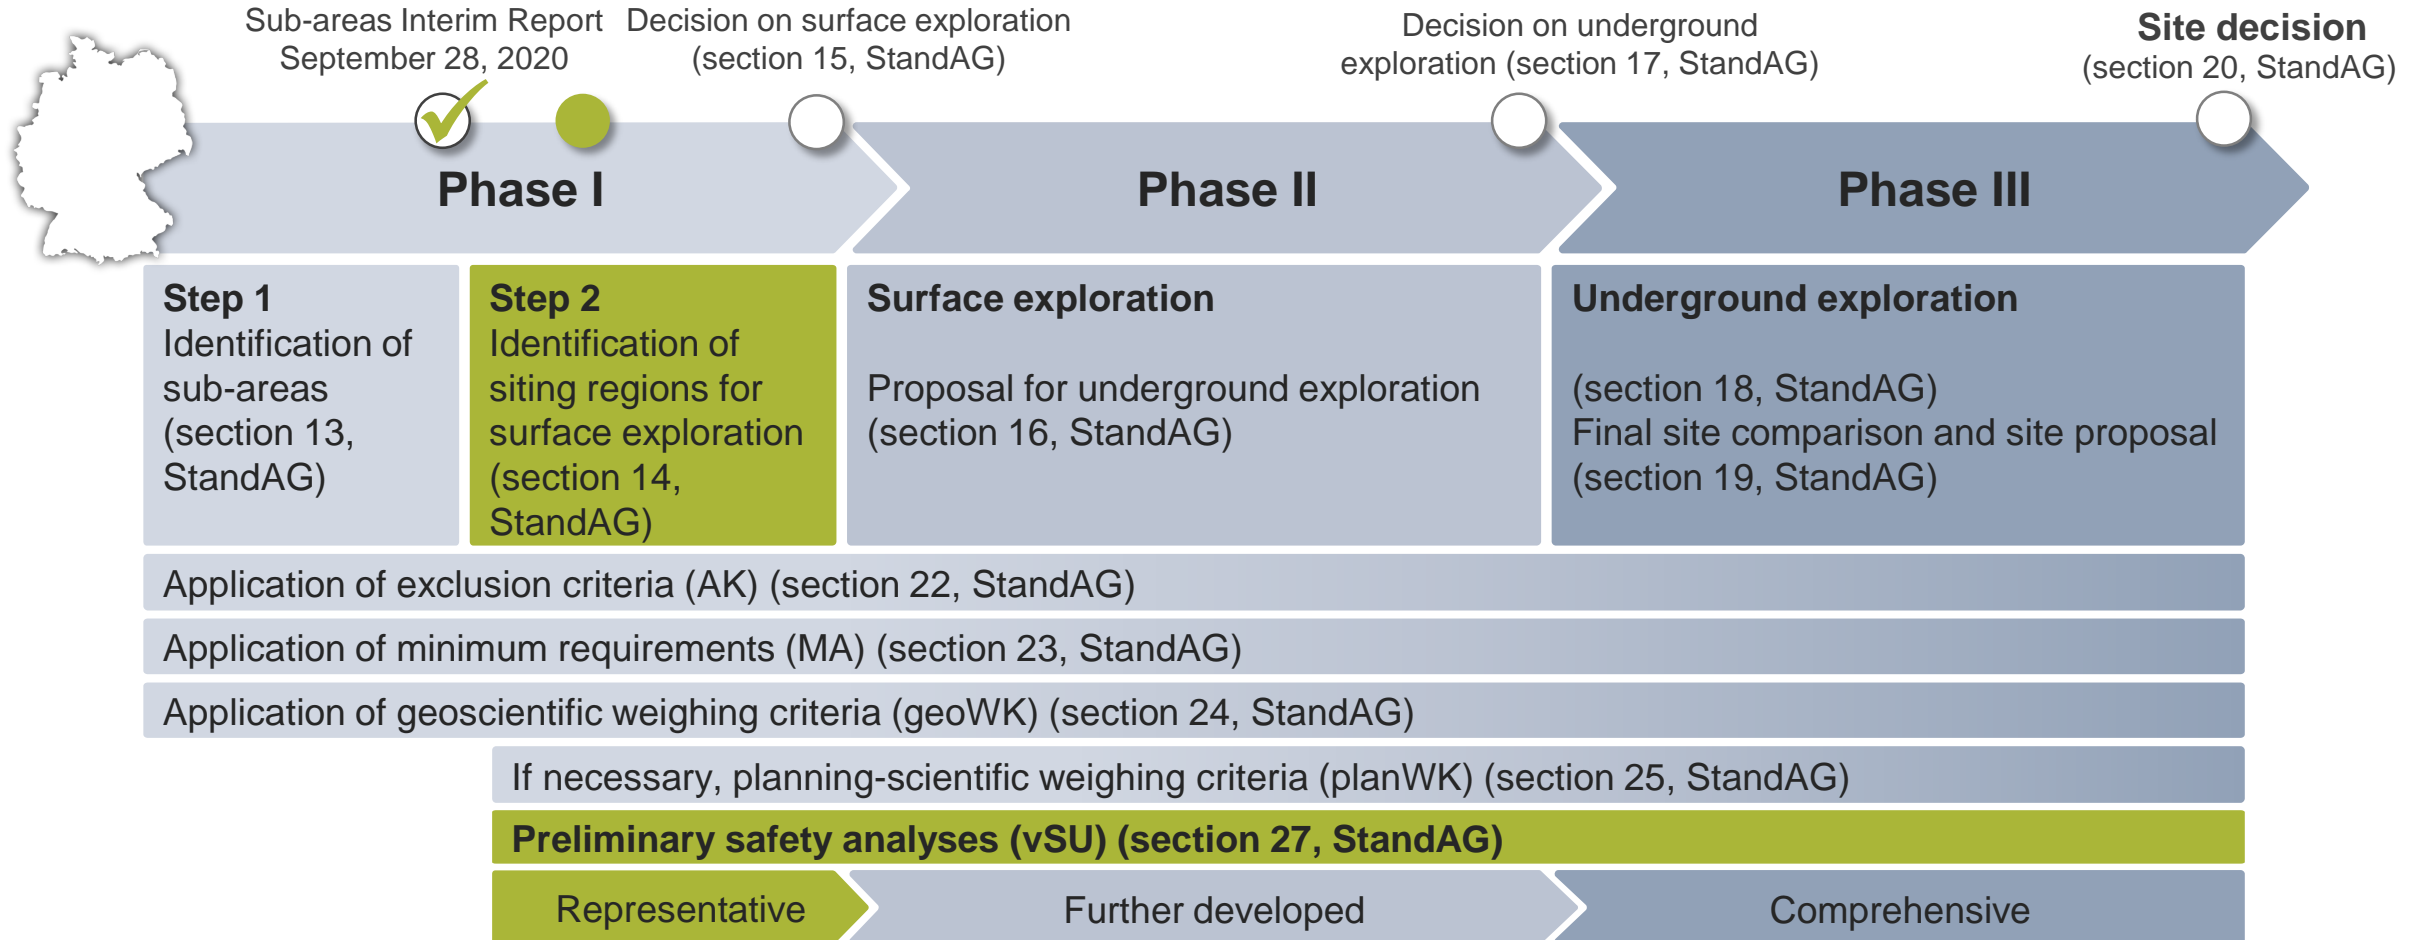 Sub-areas Interim Report
September 28, 2020
Decision on surface exploration
(section 15, StandAG)
Decision on underground
exploration (section 17, StandAG)
Site decision
(section 20, StandAG)
Phase I
Phase II
Phase III
Step 1
Identification of
sub-areas
(section 13,
StandAG)
Step 2
Identification of
siting regions for
surface exploration
(section 14,
StandAG)
Surface exploration
Proposal for underground exploration
(section 16, StandAG)
Underground exploration
(section 18, StandAG)
Final site comparison and site proposal
(section 19, StandAG)
Application of exclusion criteria (AK) (section 22, StandAG)
Application of minimum requirements (MA) (section 23, StandAG)
Application of geoscientific weighing criteria (geoWK) (section 24, StandAG)
If necessary, planning-scientific weighing criteria (planWK) (section 25, StandAG)
Preliminary safety analyses (vSU) (section 27, StandAG)
Representative
Further developed
Comprehensive